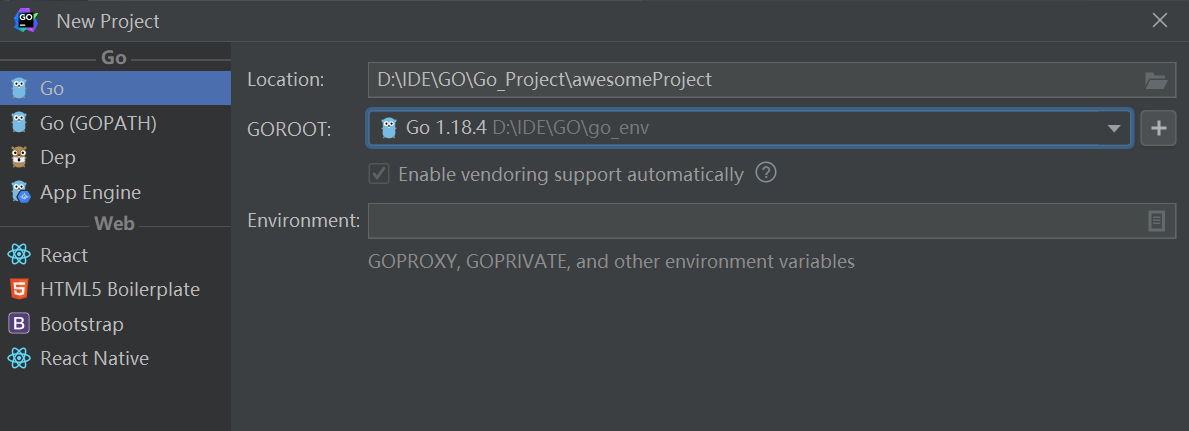 New Project
Go
Go
Go (GOPATH)
Dep
App Engine
Web
React
HTML5 Boilerplate
Bootstrap
React Native
Location: D:\IDE\GO\Go_Project\awesomeProject
GOROOT: Go 1.18.4 D:\IDE\GO\go_env
Enable vendoring support automatically
Environment:
GOPROXY, GOPRIVATE, and other environment variables